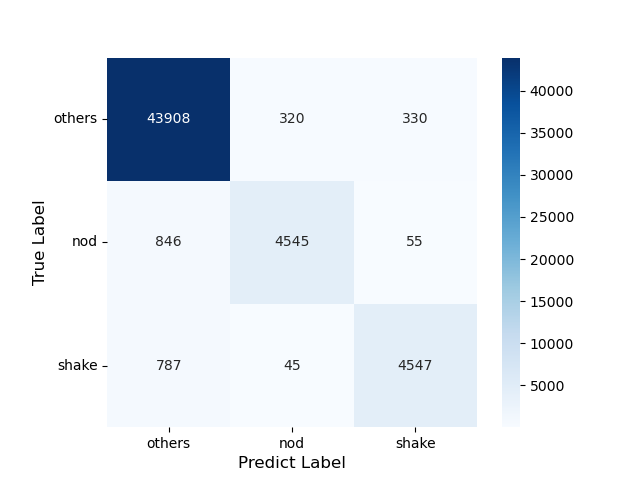 others 43908 320 330
nod 846 4545 55
shake 787 45 4547
others nod shake
Predict Label
True Label
40000
35000
30000
25000
20000
15000
10000
5000